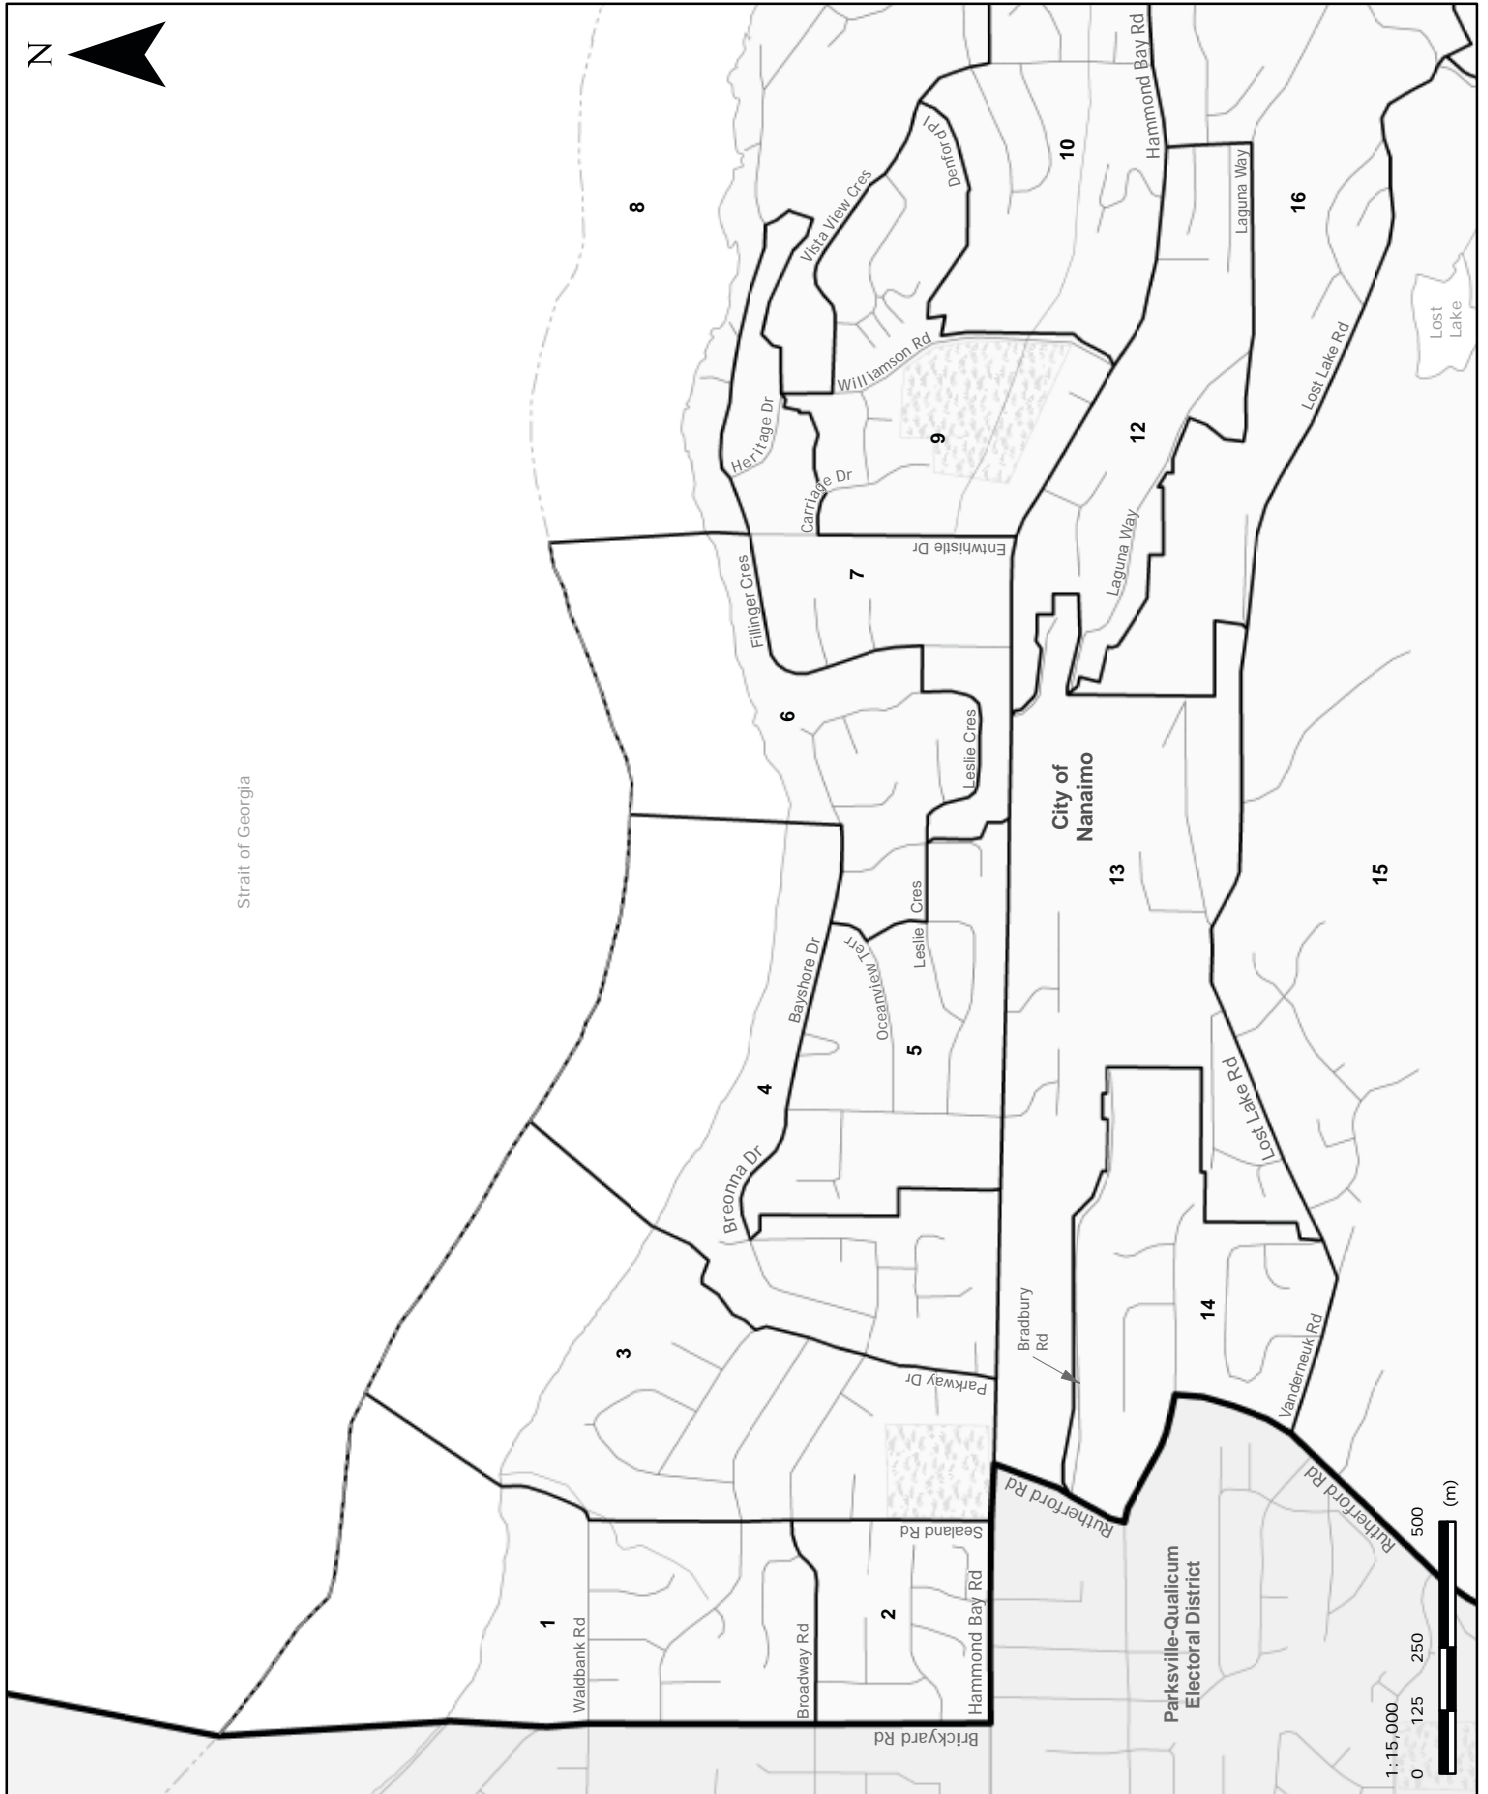 N
8
Hammond Bay Rd
Denford Pl
10
Vista View Cres
Laguna Way
16
Williamson Rd
Lost
Lake
Lost Lake Rd
Heritage Dr
9
12
Carriage Dr
Entwhistle Dr
Laguna Way
Fillinger Cres
7
6
Leslie Cres
City of
Nanaimo
Strait of Georgia
13
15
Leslie Cres
Bayshore Dr
Oceanview Terr
5
4
Lost Lake Rd
Breonna Dr
3
Bradbury
Rd
14
Parkway Dr
Vanderneuk Rd
Rutherford Rd
Rutherford Rd
Sealand Rd
1
Waldbank Rd
2
Broadway Rd
Hammond Bay Rd
Brickyard Rd
Parksville-Qualicum
Electoral District
1:15,000
0 125 250 500
(m)